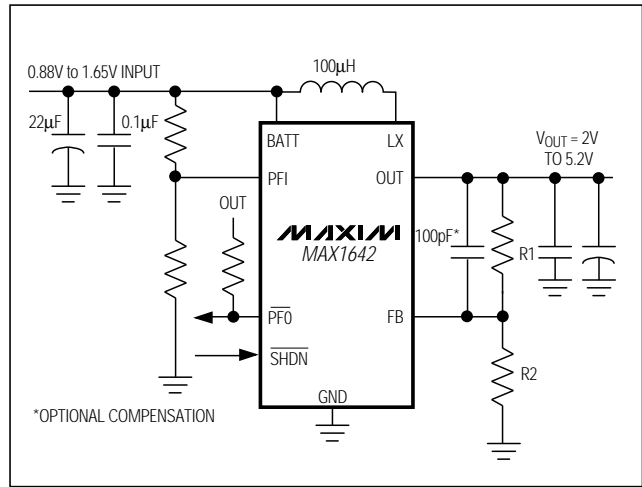 0.88V to 1.65V INPUT
100µH
22µF
0.1µF
BATT
LX
VOUT = 2V
TO 5.2V
PFI
OUT
OUT
MAXIM
MAX1642
100pF*
R1
PF0
FB
SHDN
R2
GND
*OPTIONAL COMPENSATION